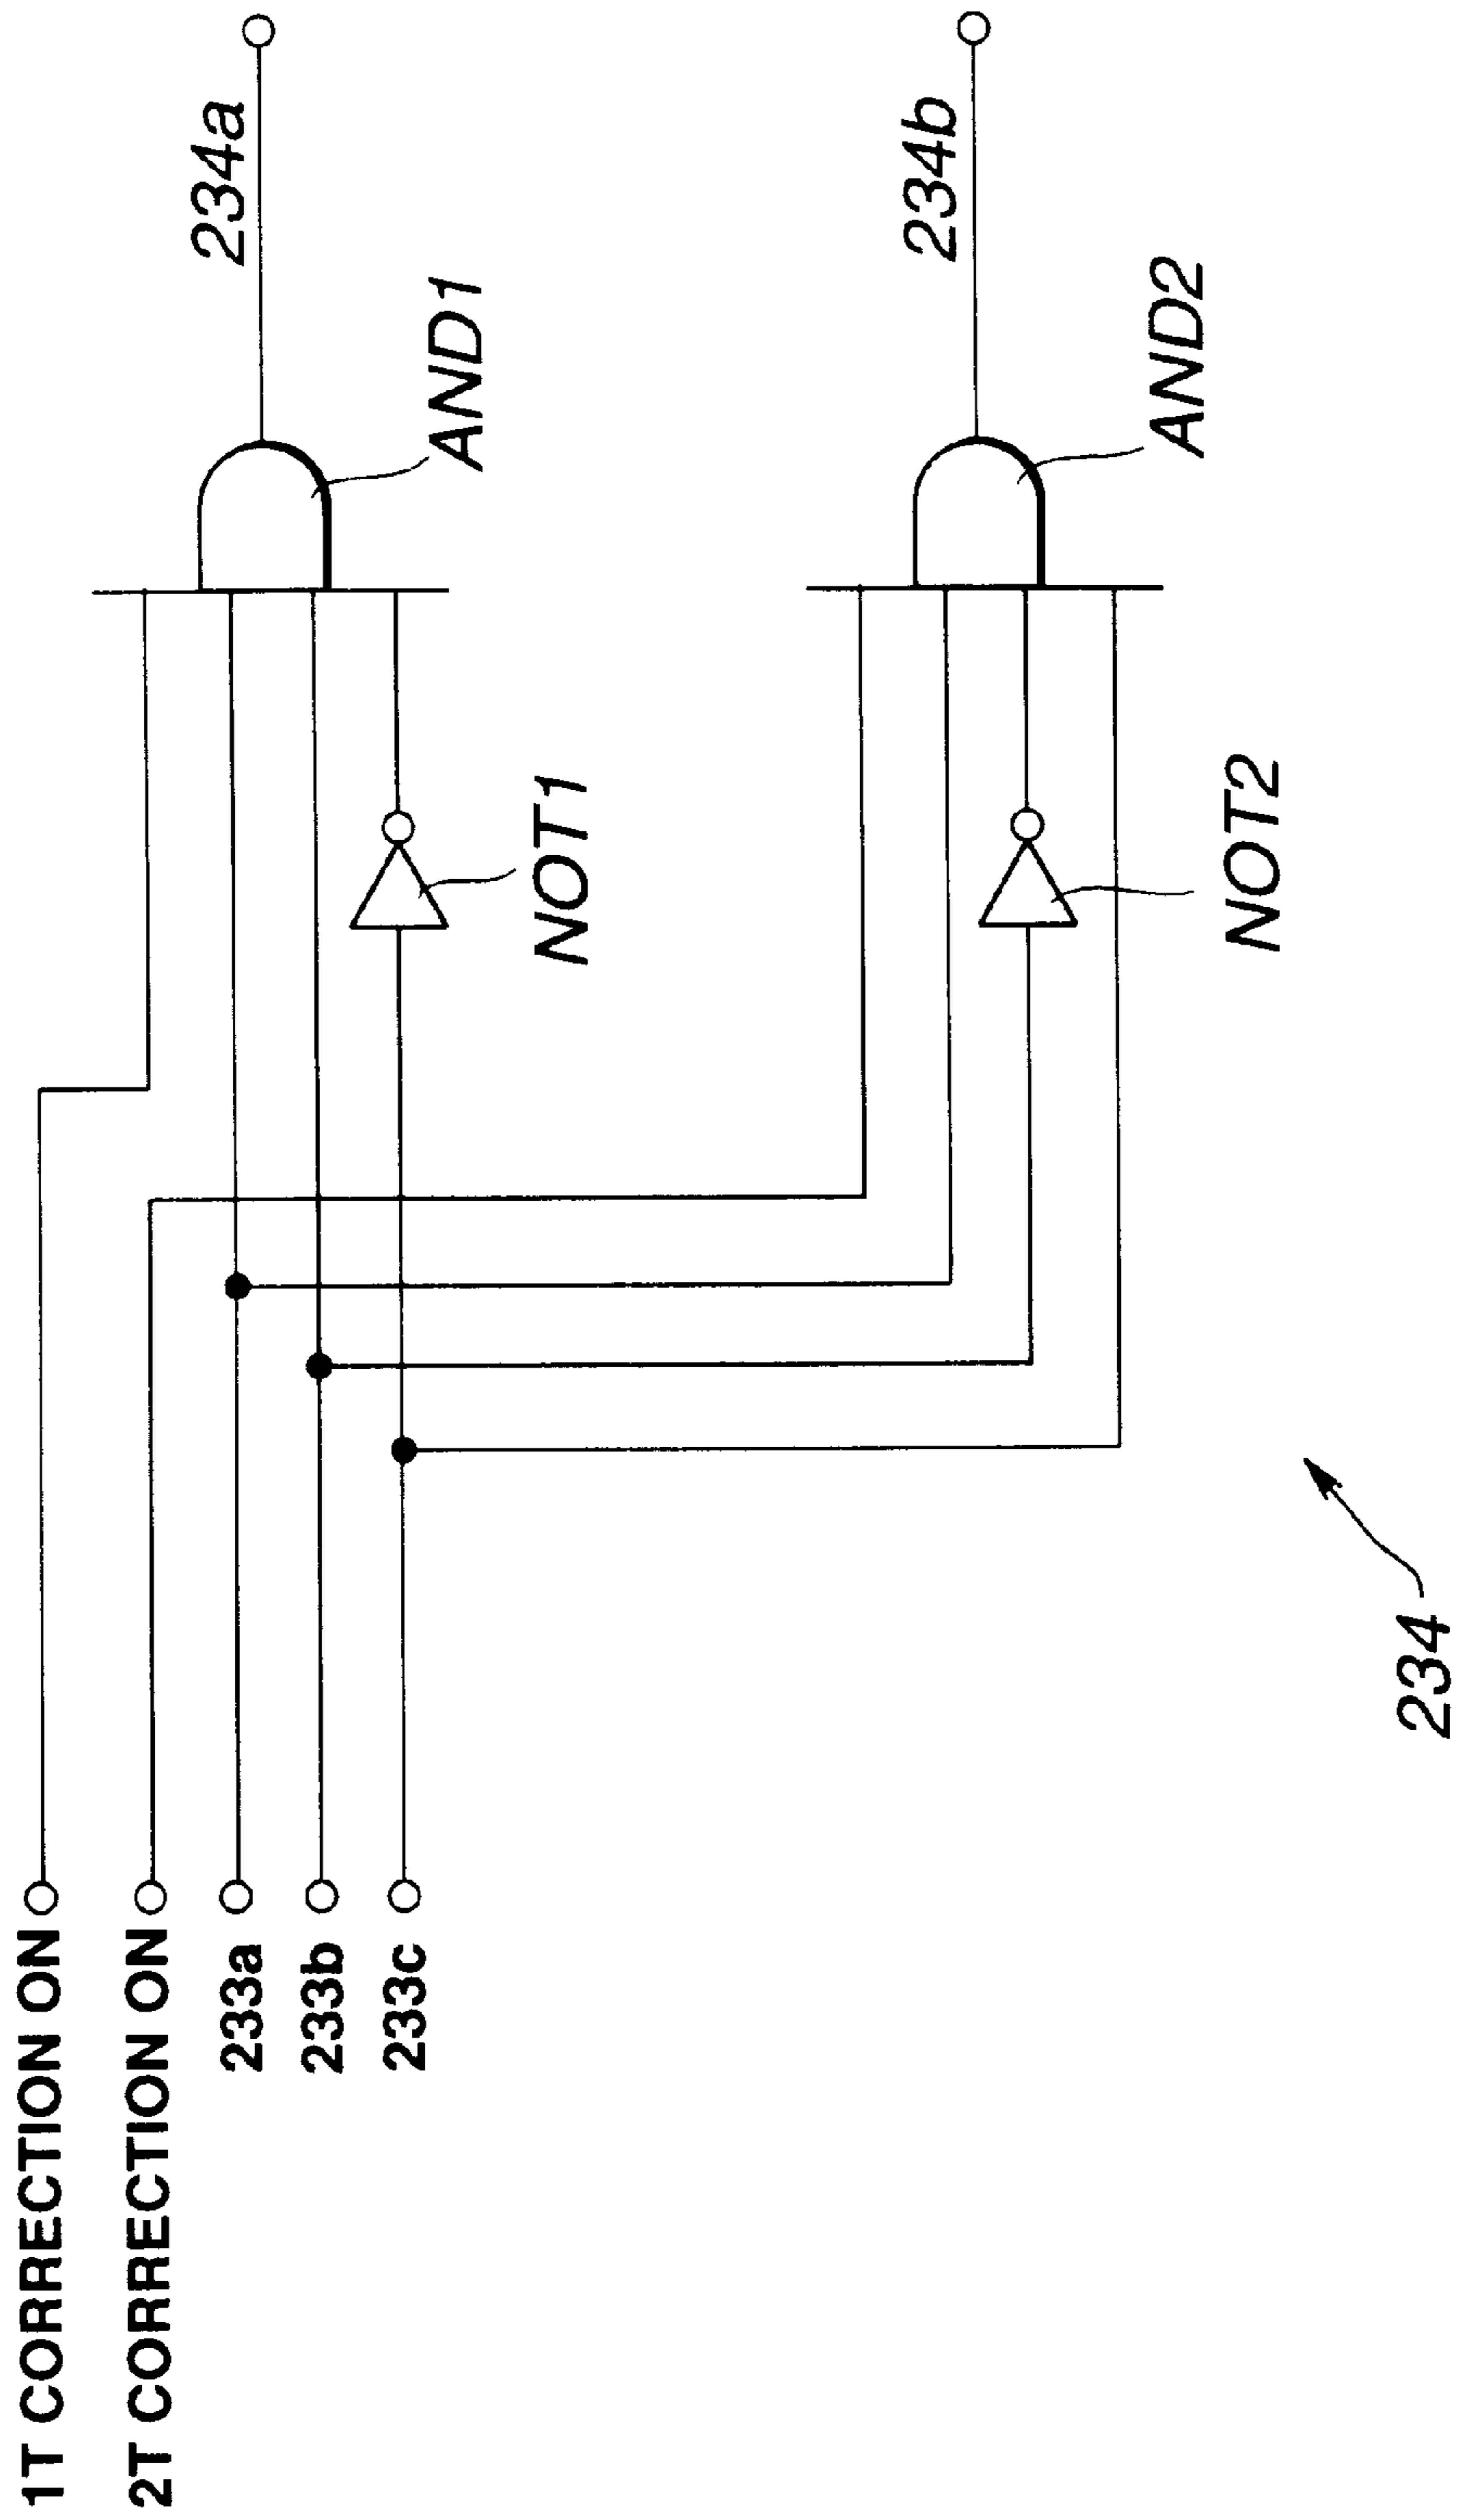 1T CORRECTION ON
2T CORRECTION ON
233a
233b
233c
NOT1
AND1
234a
NOT2
AND2
234b
234